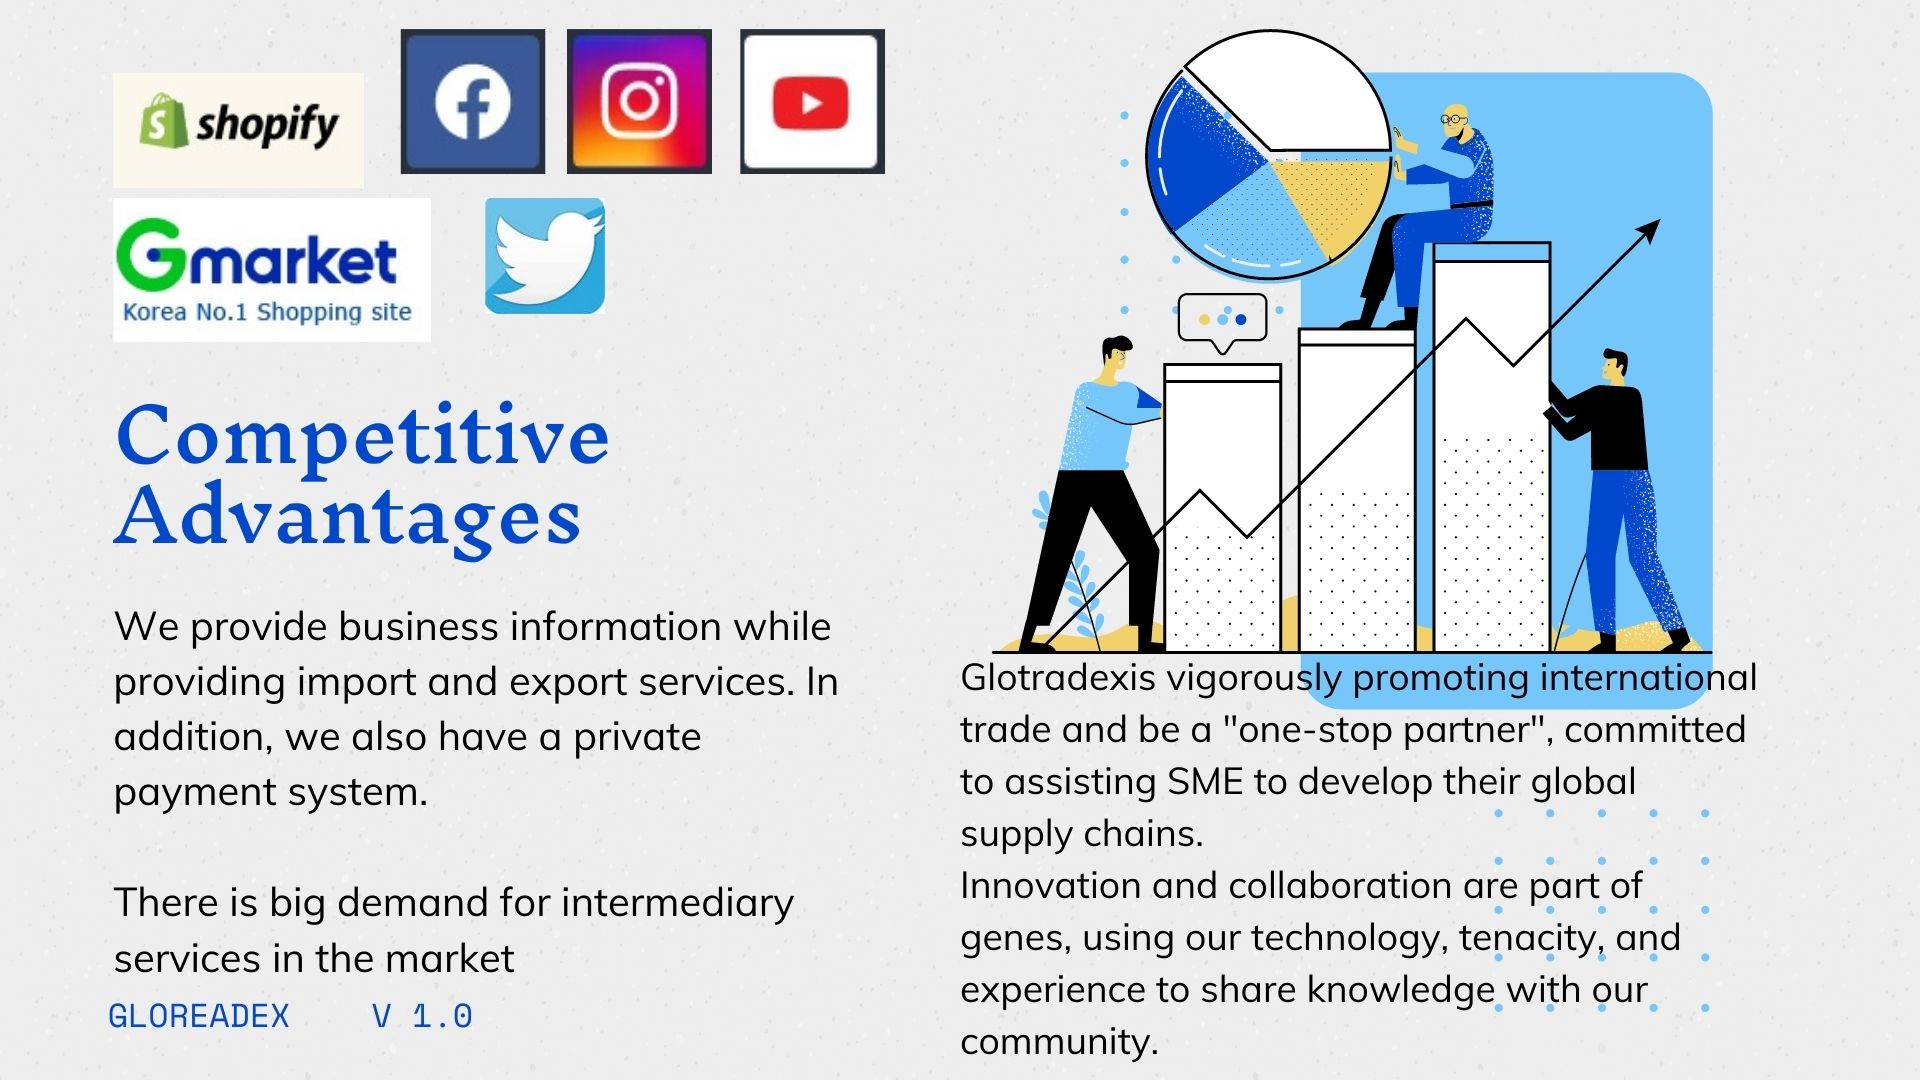 shopify
Gmarket
Korea No.1 Shopping site
Competitive
Advantages
We provide business information while
providing import and export services. In
addition, we also have a private
payment system.
There is big demand for intermediary
services in the market
GLOREADEX V 1.0
Glotradexis vigorously promoting international
trade and be a "one-stop partner", committed
to assisting SME to develop their global
supply chains.
Innovation and collaboration are part of
genes, using our technology, tenacity, and
experience to share knowledge with our
community.